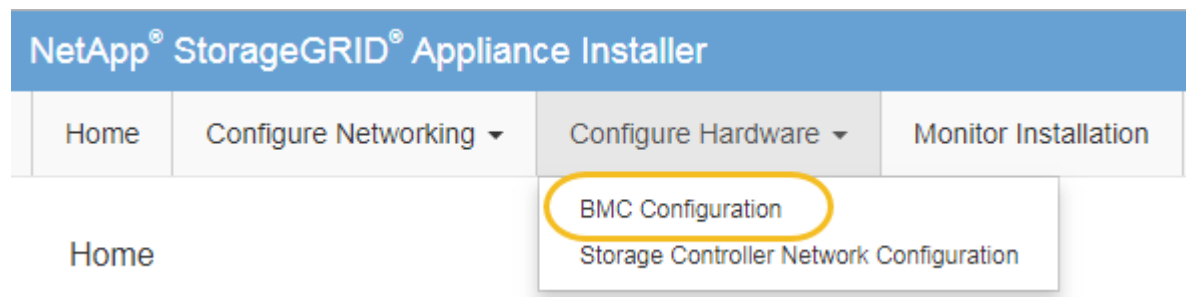 NetApp® StorageGRID® Appliance Installer
Home Configure Networking Configure Hardware Monitor Installation
BMC Configuration
Home
Storage Controller Network Configuration